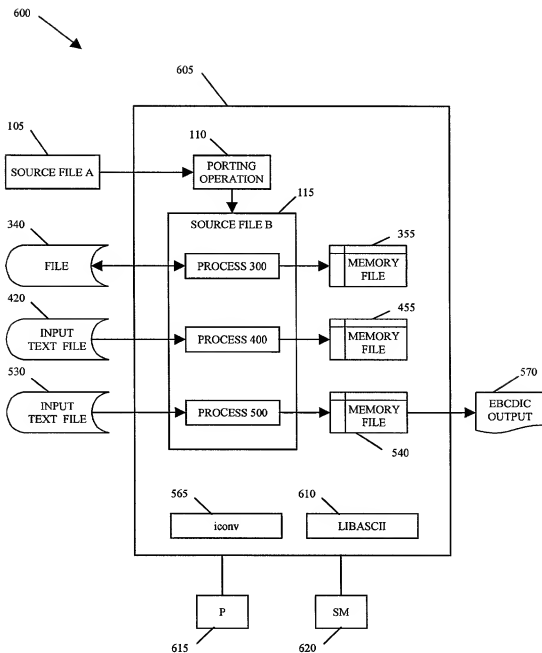 600
605
105
110
SOURCE FILE A
PORTING
OPERATION
115
340
SOURCE FILE B
355
FILE
PROCESS 300
MEMORY
FILE
420
455
INPUT
TEXT FILE
PROCESS 400
MEMORY
FILE
530
570
INPUT
TEXT FILE
PROCESS 500
MEMORY
FILE
EBCDIC
OUTPUT
540
565
610
iconv
LIBASCII
P
SM
615
620